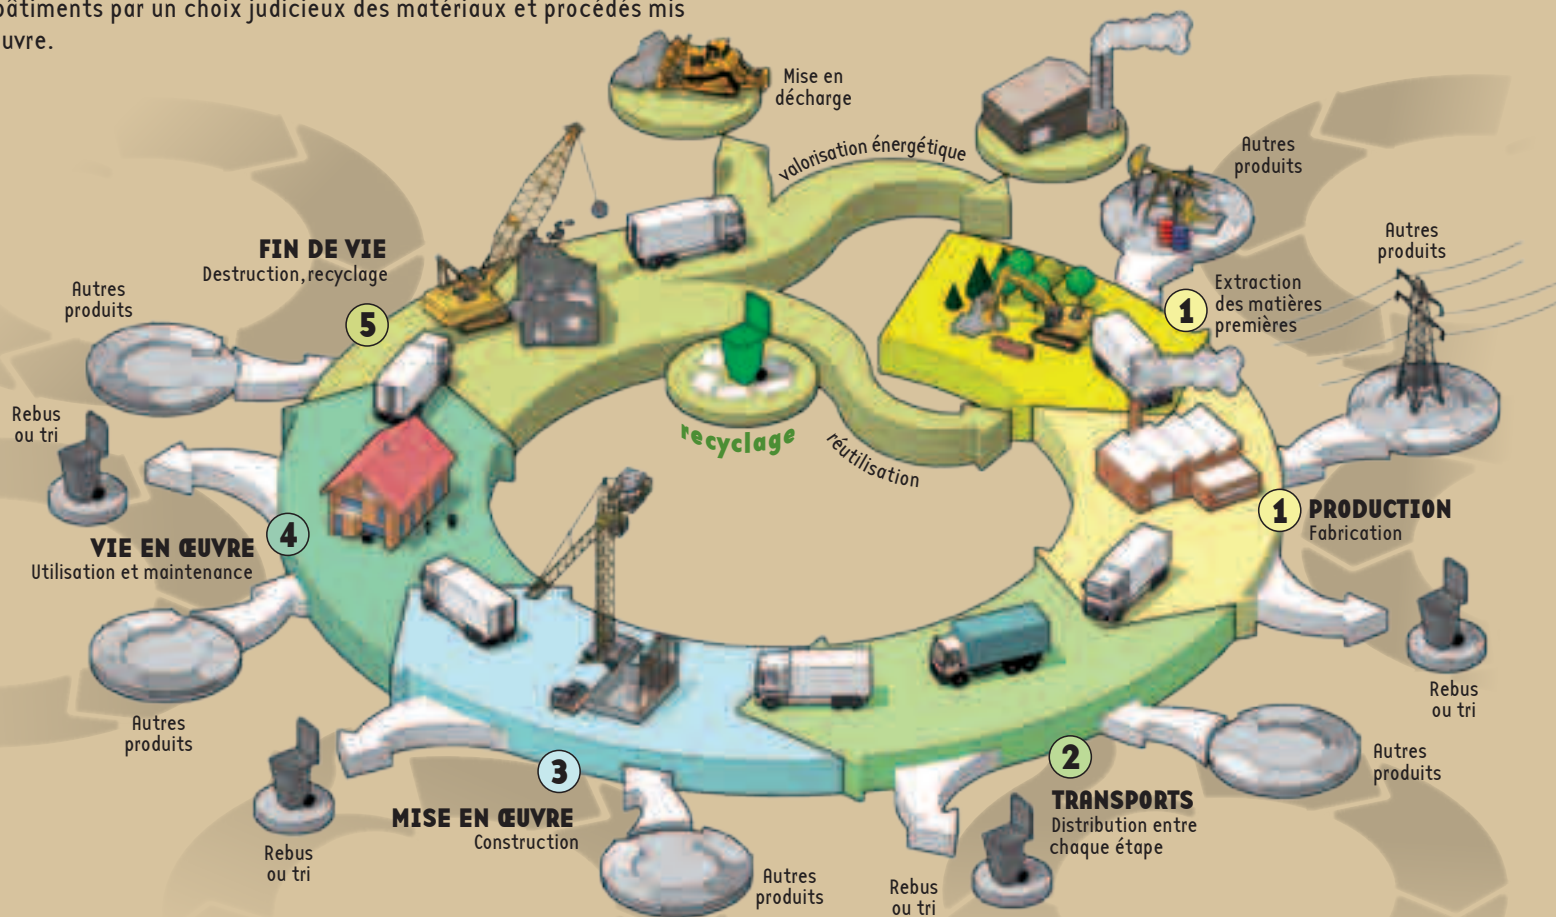 bâtiments par un choix judicieux des matériaux et procédés mis
uvre.
Mise en
décharge
valorisation énergétique
Autres
produits
Autres
produits
FIN DE VIE
Destruction, recyclage
5
Autres
produits
1
Extraction
des matières
premières
Rebus
ou tri
recyclage
réutilisation
4
VIE EN ŒUVRE
Utilisation et maintenance
1
PRODUCTION
Fabrication
Autres
produits
Rebus
ou tri
3
MISE EN ŒUVRE
Construction
2
TRANSPORTS
Distribution entre
chaque étape
Autres
produits
Rebus
ou tri
Rebus
ou tri
Autres
produits